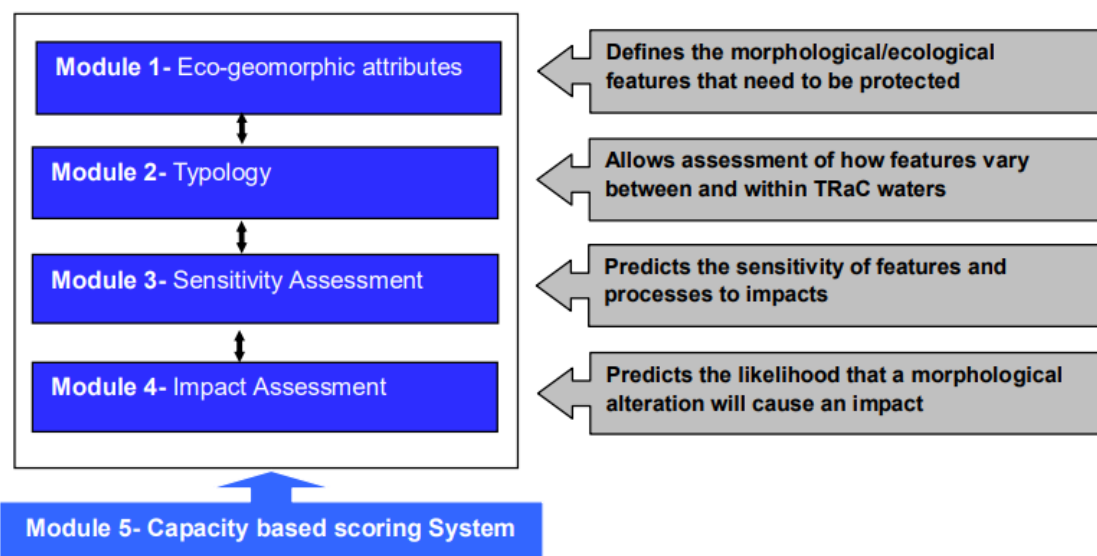 Module 1- Eco-geomorphic attributes
Defines the morphological/ecological
features that need to be protected
Module 2- Typology
Allows assessment of how features vary
between and within TRaC waters
Module 3- Sensitivity Assessment
Predicts the sensitivity of features and
processes to impacts
Module 4- Impact Assessment
Predicts the likelihood that a morphological
alteration will cause an impact
Module 5- Capacity based scoring System